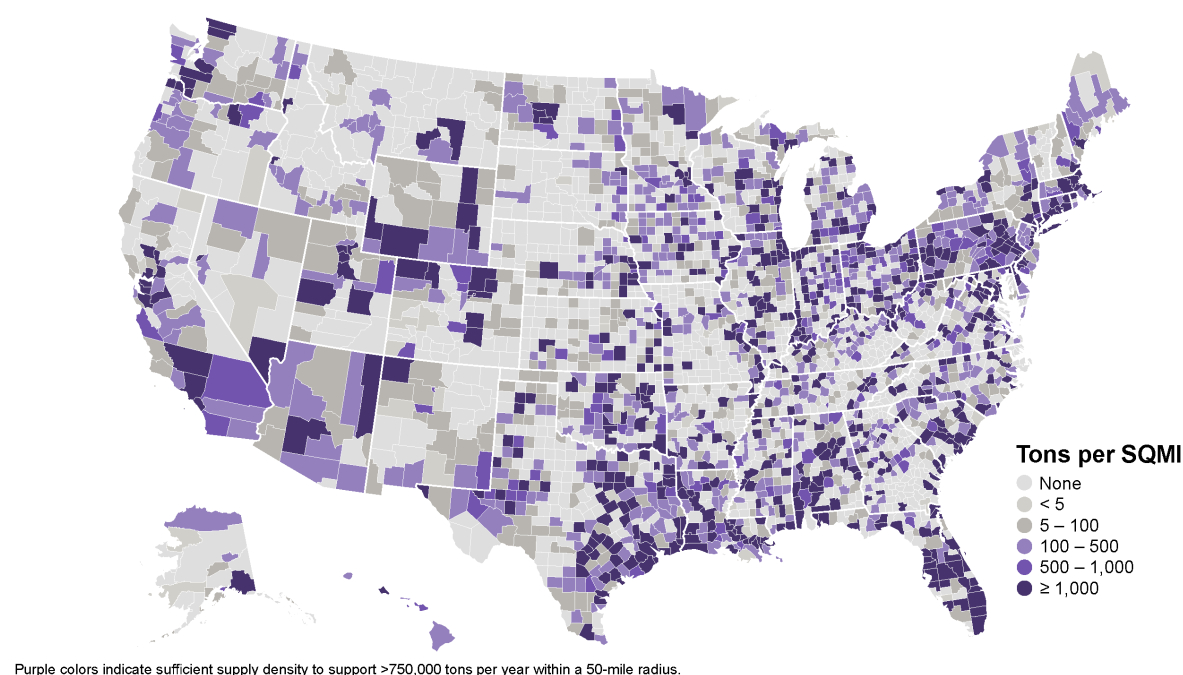 Tons per SQMI
None
< 5
5 – 100
100 – 500
500 – 1,000
≥ 1,000
Purple colors indicate sufficient supply density to support >750,000 tons per year within a 50-mile radius.